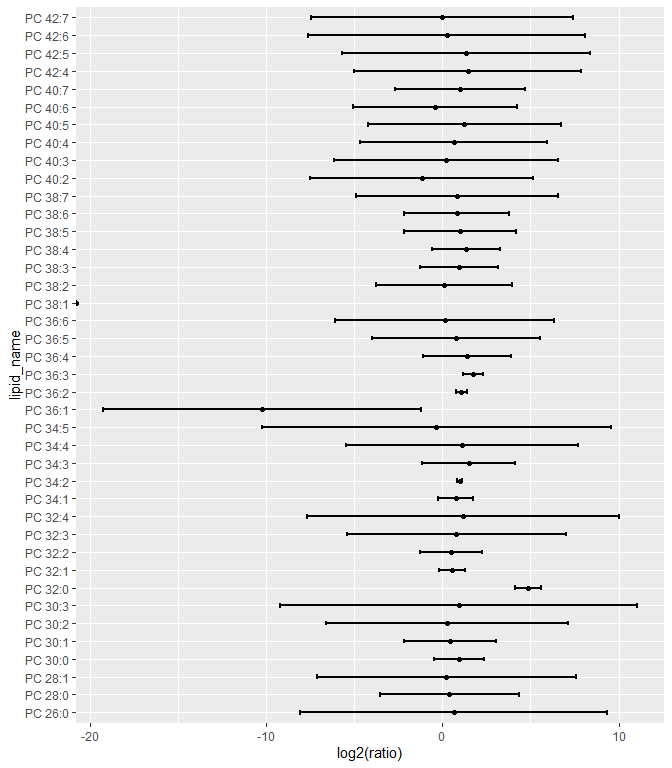 PC 42:7
PC 42:6
PC 42:5
PC 42:4
PC 40:7
PC 40:6
PC 40:5
PC 40:4
PC 40:3
PC 40:2
PC 38:7
PC 38:6
PC 38:5
PC 38:4
PC 38:3
PC 38:2
PC 38:1
PC 36:6
PC 36:5
PC 36:4
PC 36:3
PC 36:2
PC 36:1
PC 34:5
PC 34:4
PC 34:3
PC 34:2
PC 34:1
PC 32:4
PC 32:3
PC 32:2
PC 32:1
PC 32:0
PC 30:3
PC 30:2
PC 30:1
PC 30:0
PC 28:1
PC 28:0
PC 26:0
lipid_name
-20 -10 0 10
log2(ratio)